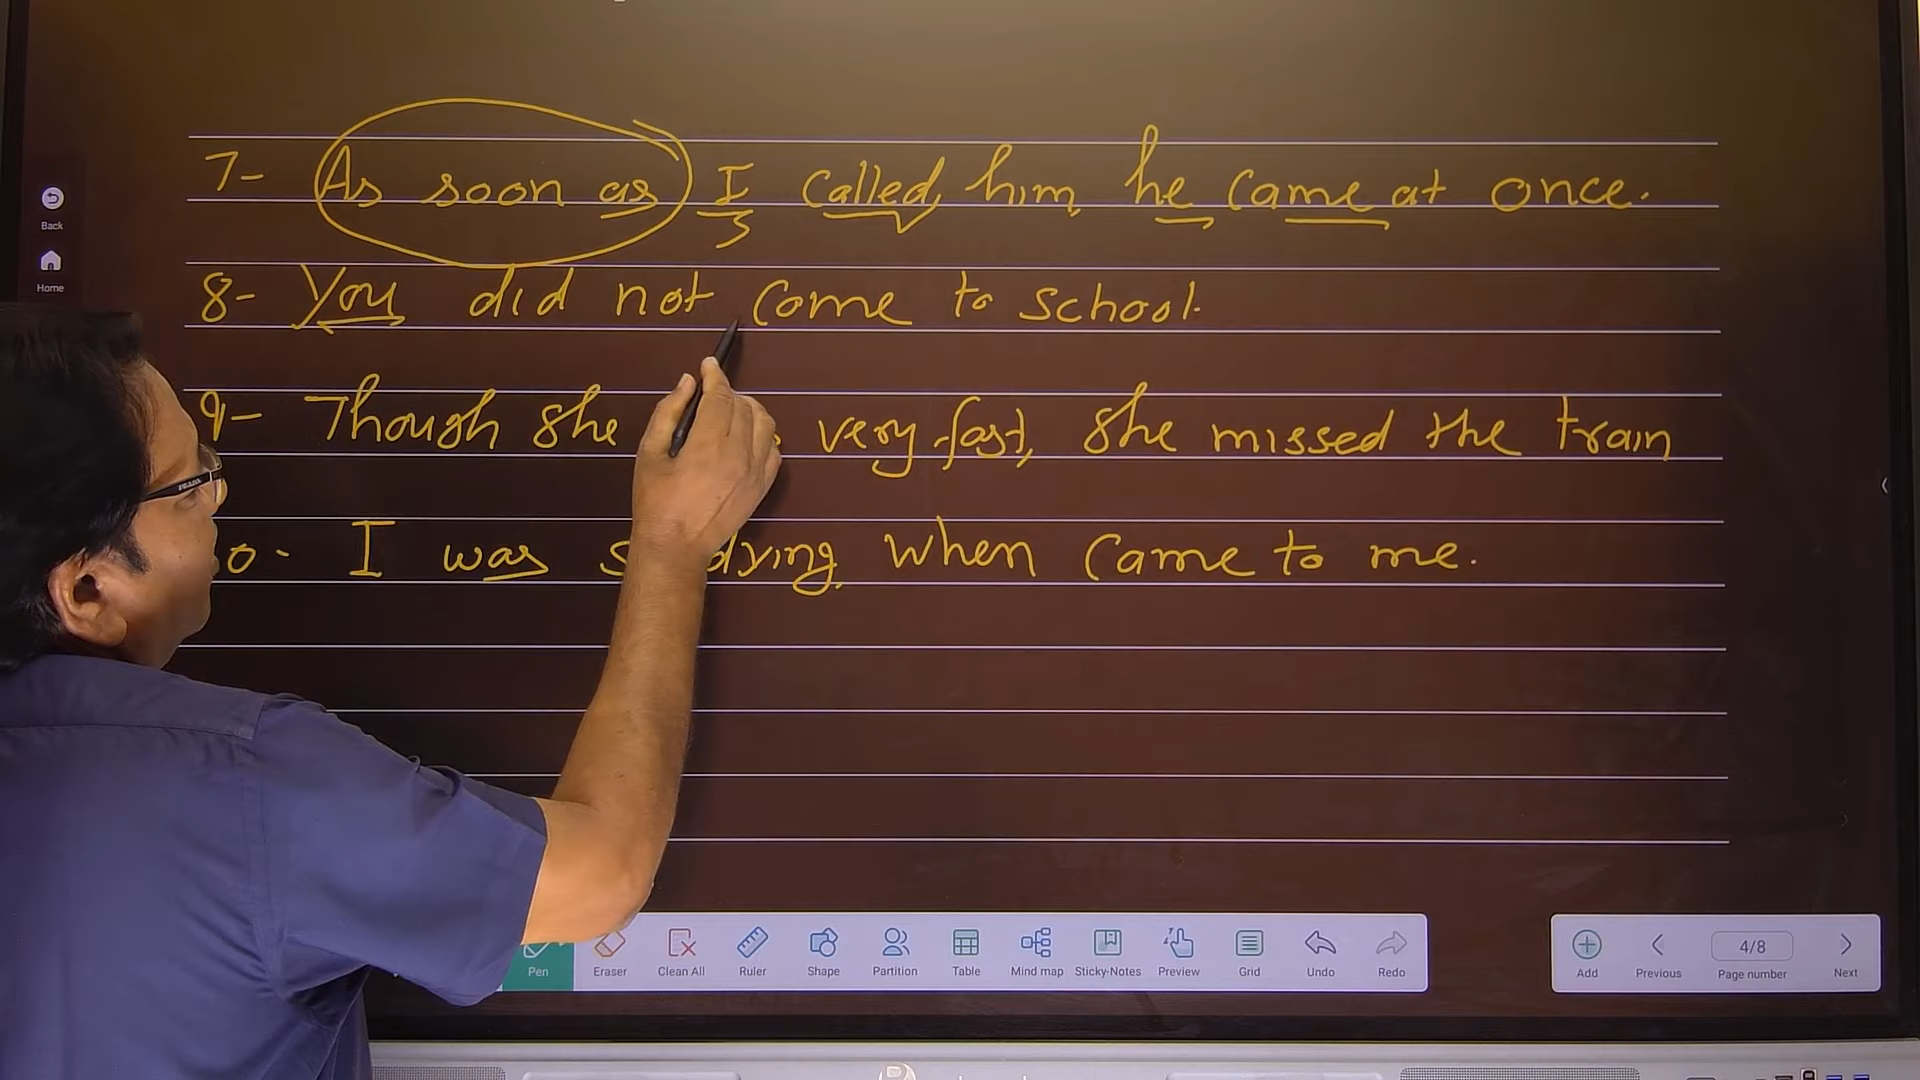 Back
Home
7- As soon as I called him, he came at once.
8- You did not come to school.
9- Though she very fast, she missed the train
0- I was studying, when came to me.
Pen Eraser Clean All Ruler Shape Partition Table Mind map Sticky-Notes Preview Grid Undo Redo
4/8
Add Previous Page number Next